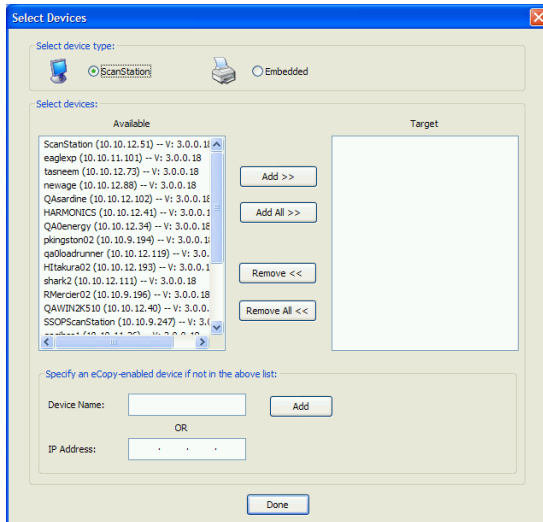 Select Devices
Select device type:
ScanStation
Embedded
Select devices:
Available
Target
ScanStation (10.10.12.51) -- V: 3.0.0.18
eaglexp (10.10.11.101) -- V: 3.0.0.18
tasneem (10.10.12.73) -- V: 3.0.0.18
newage (10.10.12.88) -- V: 3.0.0.18
QAsardine (10.10.12.102) -- V: 3.0.0.18
HARMONICS (10.10.12.41) -- V: 3.0.0.1
QA0energy (10.10.12.34) -- V: 3.0.0.18
pkingston02 (10.10.9.194) -- V: 3.0.0.18
qa0loadrunner (10.10.12.119) -- V: 3.0.0
HItakura02 (10.10.12.193) -- V: 3.0.0.1
shark2 (10.10.12.111) -- V: 3.0.0.18
RMercier02 (10.10.9.196) -- V: 3.0.0.18
QAWIN2K510 (10.10.12.40) -- V: 3.0.0
SSOPScanStation (10.10.9.247) -- V: 3.0
Add >>
Add All >>
Remove <<
Remove All <<
Specify an eCopy-enabled device if not in the above list:
Device Name:
Add
OR
IP Address:
. . .
Done